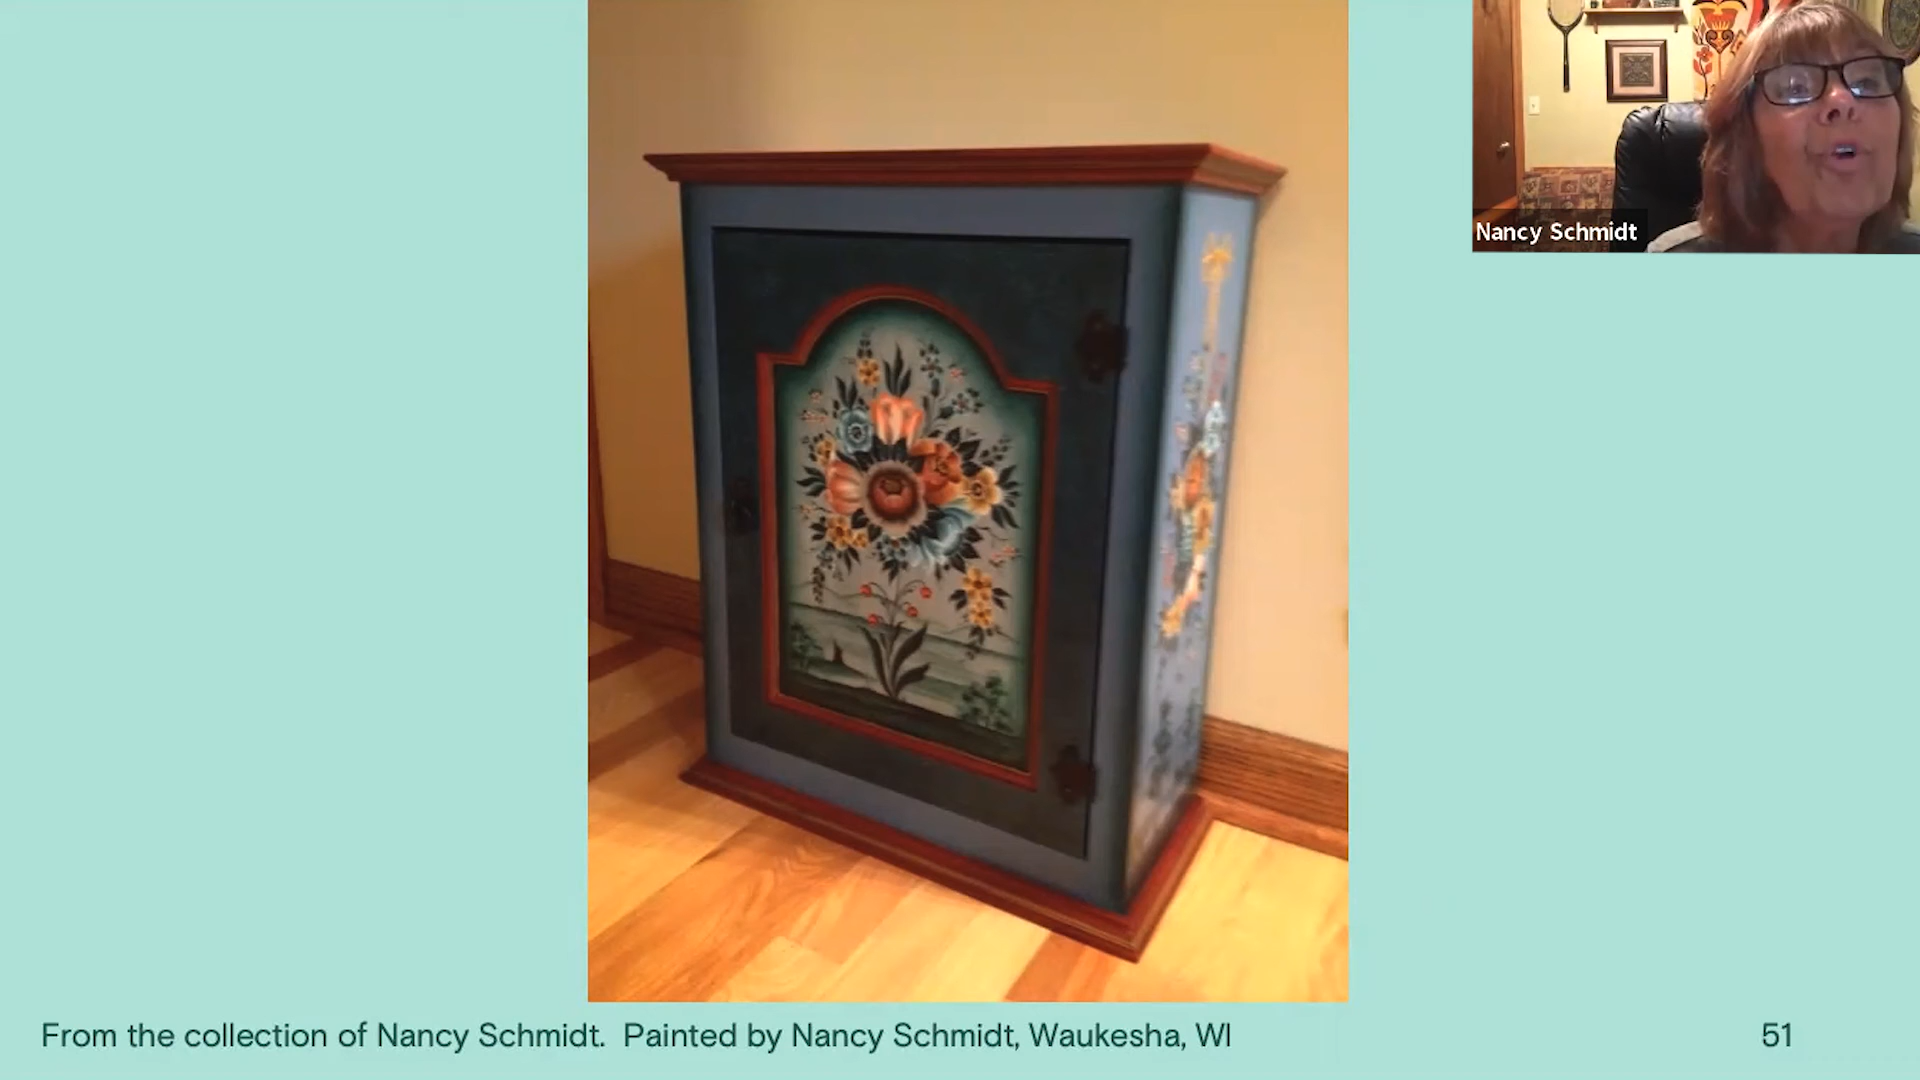 Nancy Schmidt
From the collection of Nancy Schmidt. Painted by Nancy Schmidt, Waukesha, WI
51